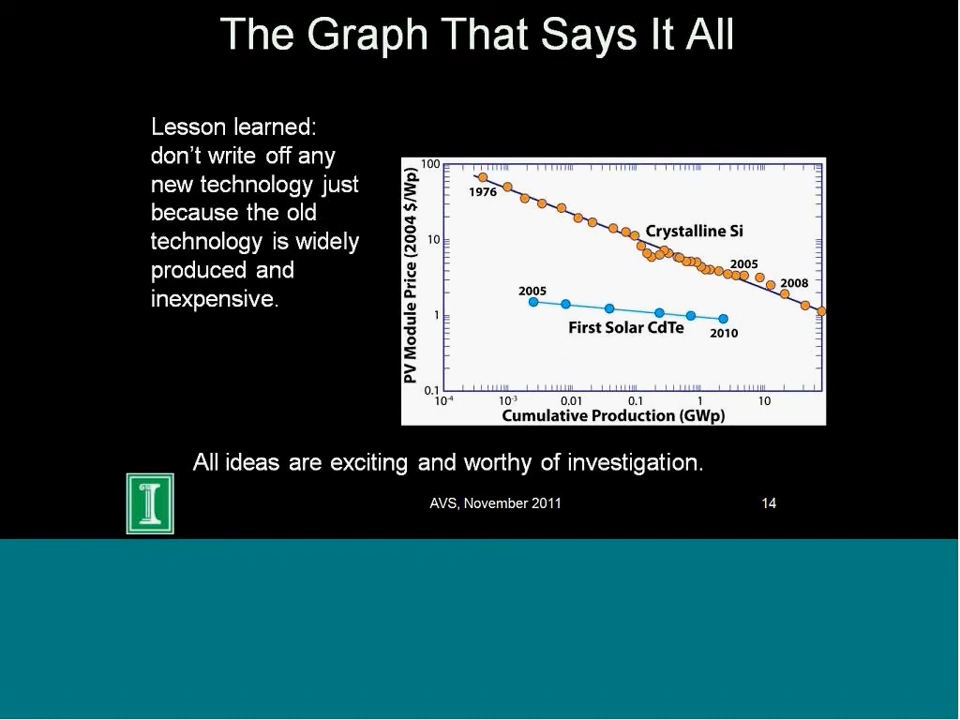 The Graph That Says It All
Lesson learned:
don't write off any
new technology just
because the old
technology is widely
produced and
inexpensive.
PV Module Price (2004 $/Wp)
100
10
1
0.1
1976
Crystalline Si
2005
2008
2005
First Solar CdTe
2010
10-4
10-3
0.01
0.1
1
10
Cumulative Production (GWp)
All ideas are exciting and worthy of investigation.
I
AVS, November 2011
14